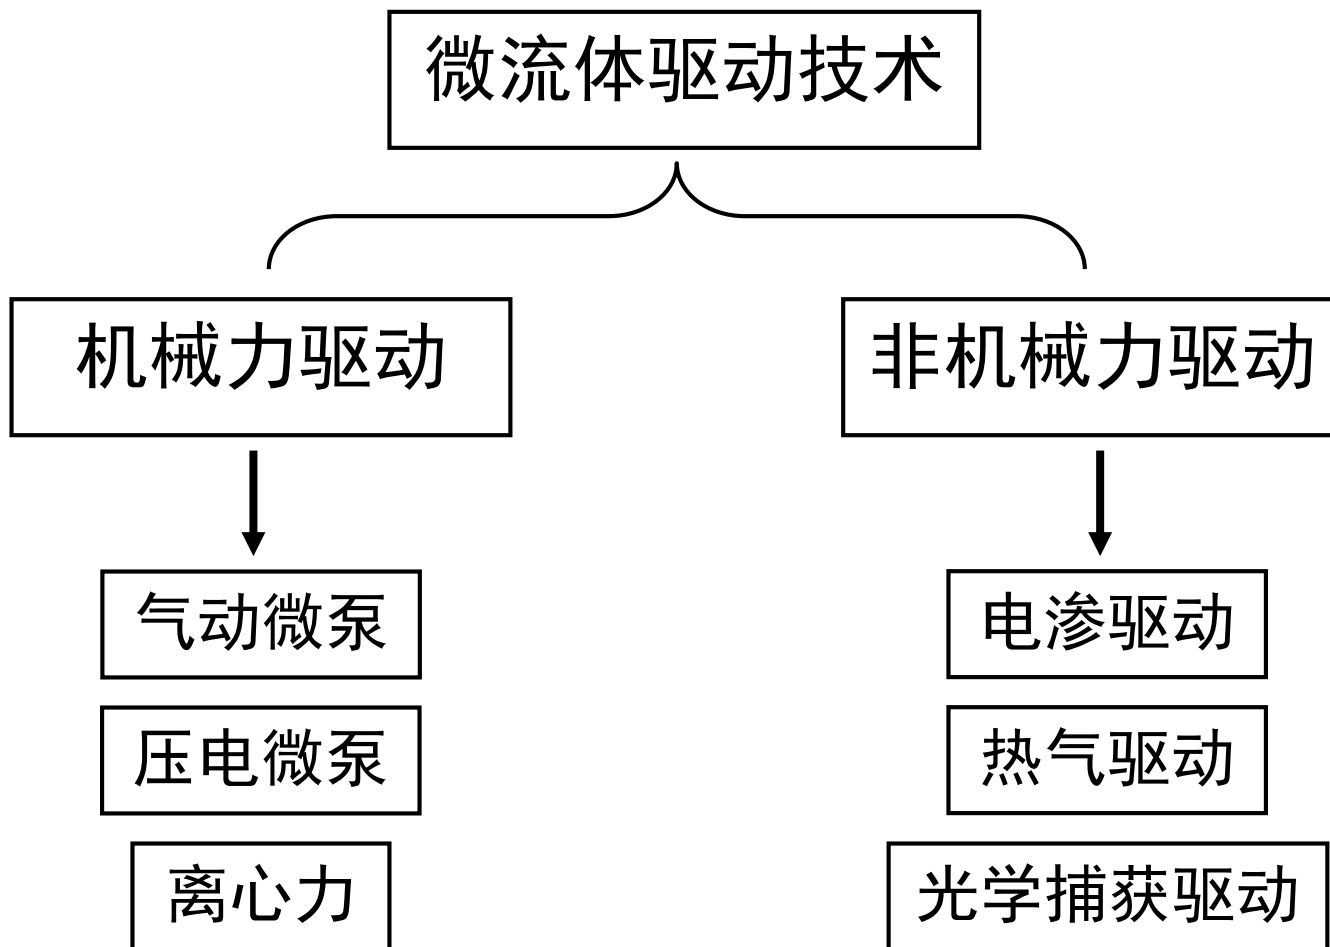 微流体驱动技术
机械力驱动
非机械力驱动
气动微泵
电渗驱动
压电微泵
热气驱动
离心力
光学捕获驱动